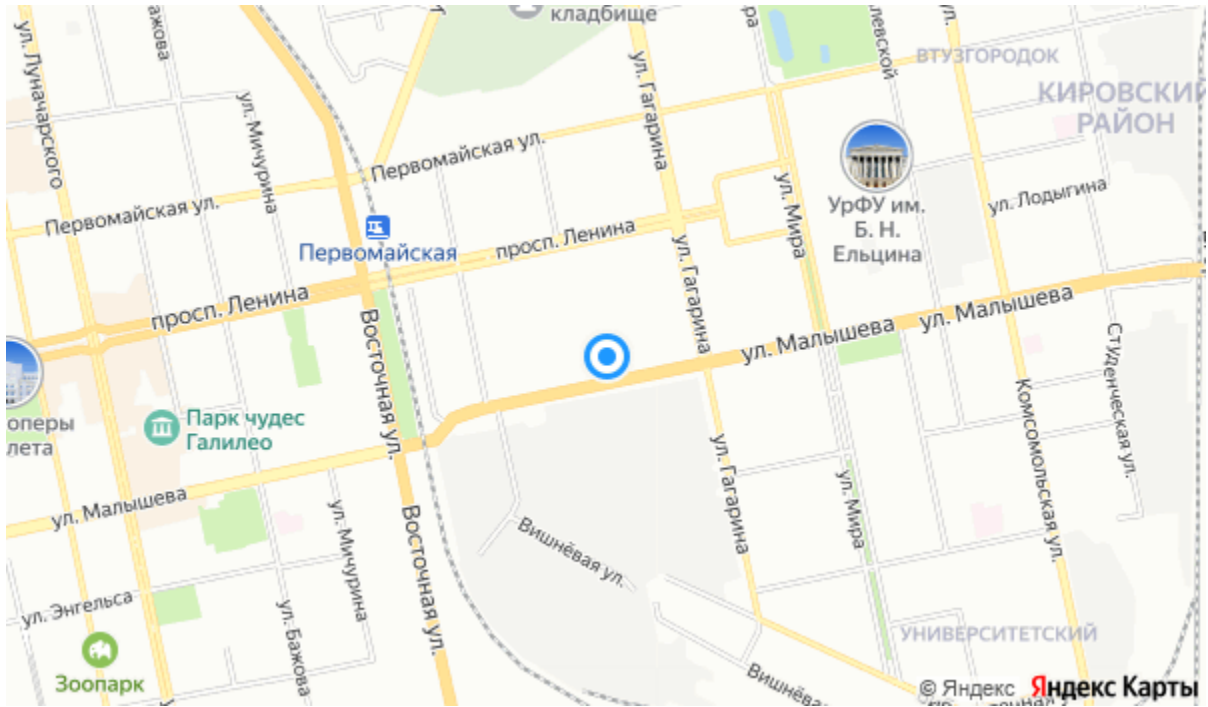 кладбище
ВТУЗГОРОДОК
КИРОВСКИЙ
РАЙОН
ул. Луначарского
ул. Мичурина
ул. Гагарина
Первомайская ул.
Первомайская ул.
УрФУ им.
Б. Н.
Ельцина
ул. Лодыгина
ул. Мира
Первомайская
просп. Ленина
просп. Ленина
ул. Гагарина
ул. Малышева
ул. Малышева
Восточная ул.
Студенческая ул.
Комсомольская ул.
оперы
лета
Парк чудес
Галилео
ул. Малышева
ул. Гагарина
ул. Мира
ул. Мичурина
Восточная ул.
Вишнёвая ул.
ул. Энгельса
ул. Бажова
УНИВЕРСИТЕТСКИЙ
Зоопарк
Вишнёвая
© Яндекс Яндекс Карты